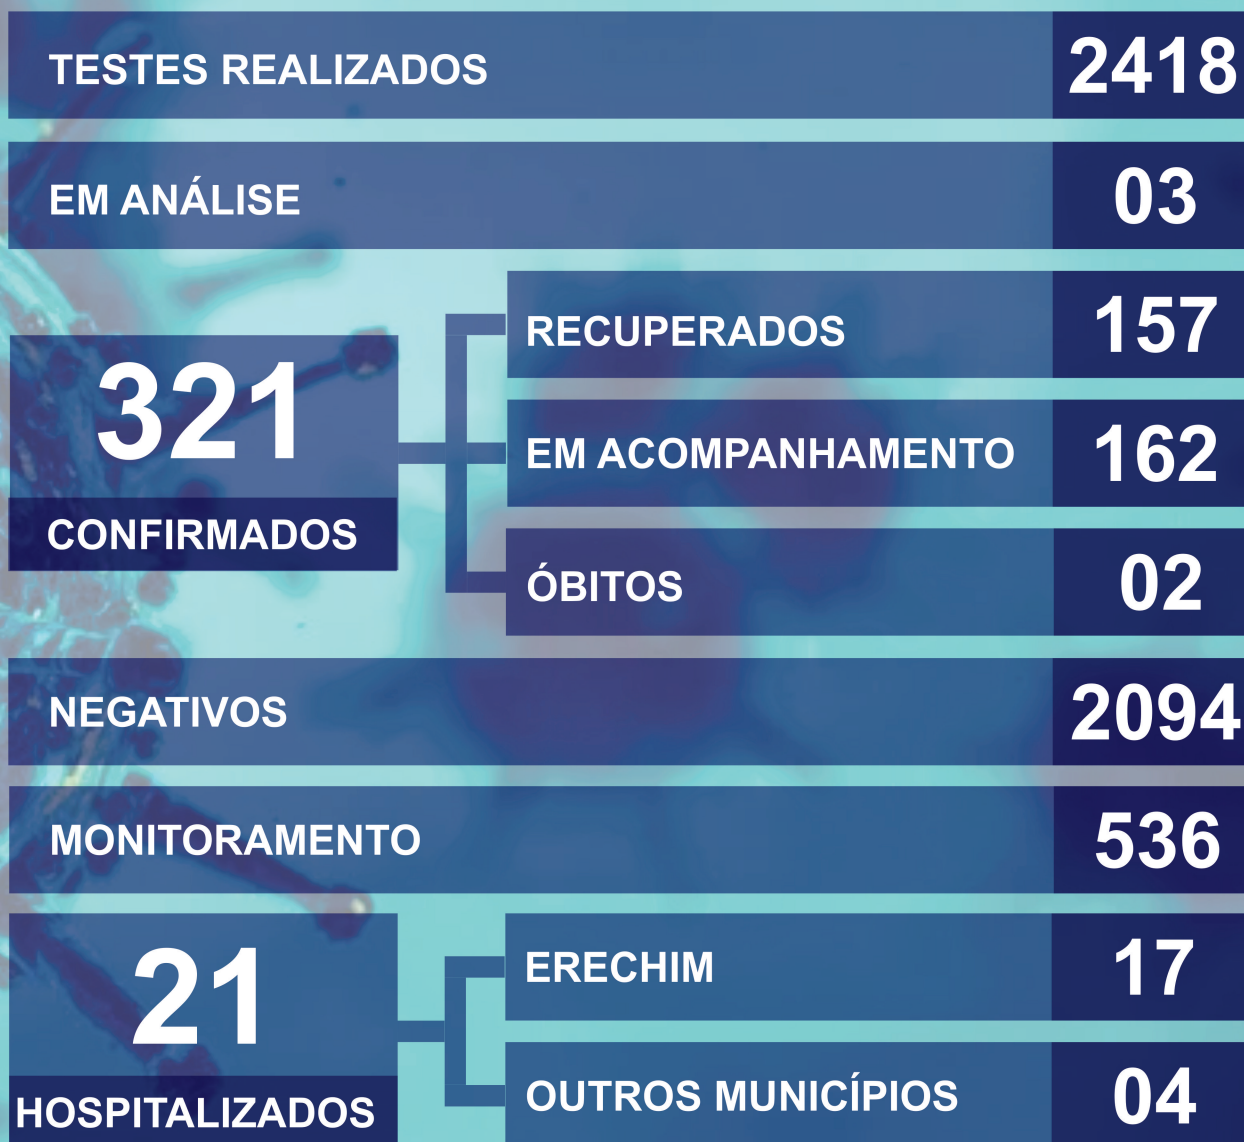 TESTES REALIZADOS 2418
EM ANÁLISE 03
321
CONFIRMADOS
RECUPERADOS 157
EM ACOMPANHAMENTO 162
ÓBITOS 02
NEGATIVOS 2094
MONITORAMENTO 536
21
HOSPITALIZADOS
ERECHIM 17
OUTROS MUNICÍPIOS 04